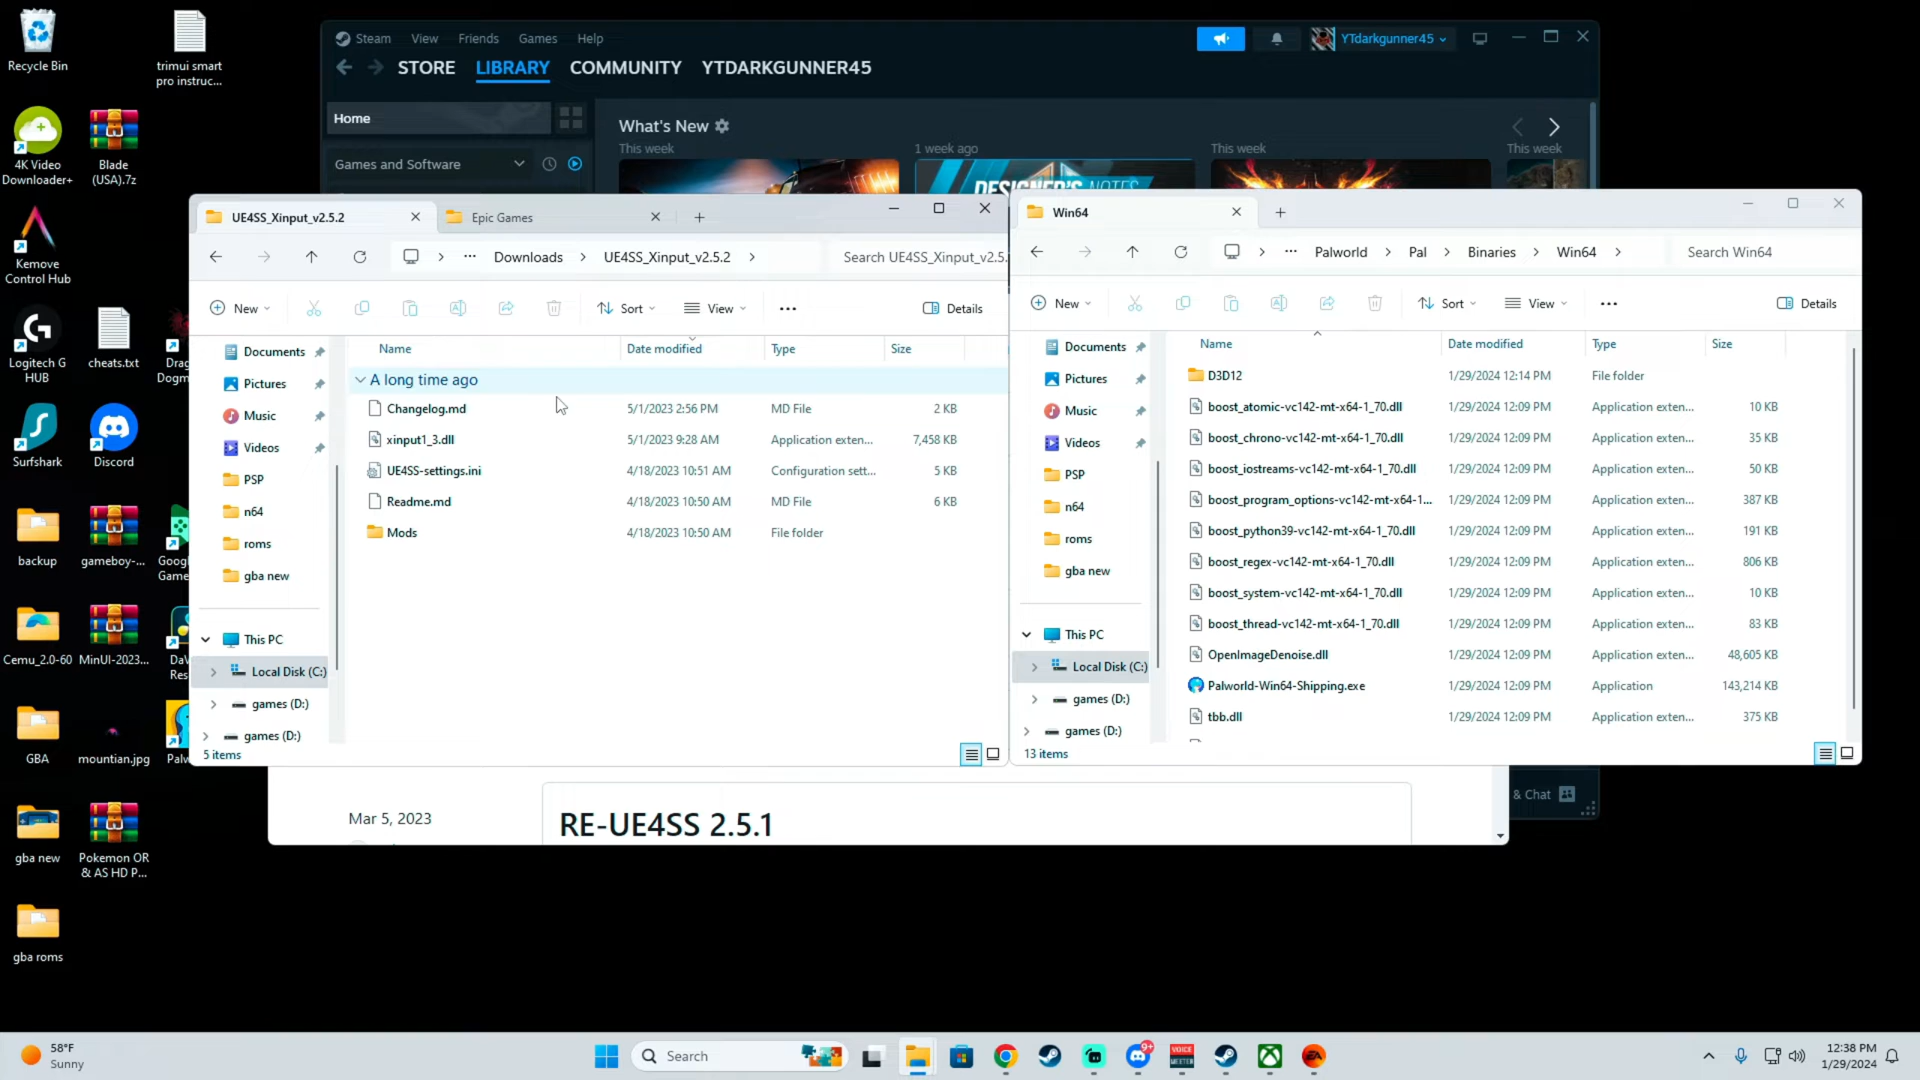 Recycle Bin
trimui smart
pro instruc...
4K Video
Downloader+
Blade
(USA).7z
Kemove
Control Hub
Logitech G
HUB
cheats.txt
Drag
Dogm
Surfshark
Discord
backup
gameboy-...
Goog
Game
Cemu_2.0-60
MinUI-2023...
DaV
Res
GBA
mountian.jpg
Palw
gba new
Pokemon OR
& AS HD P...
gba roms
Steam
View
Friends
Games
Help
YTdarkgunner45
STORE
LIBRARY
COMMUNITY
YTDARKGUNNER45
Home
What's New
Games and Software
This week
1 week ago
This week
This week
DESIGNER'S NOTES
UE4SS_Xinput_v2.5.2
Epic Games
Downloads
UE4SS_Xinput_v2.5.2
Search UE4SS_Xinput_v2.5.
New
Sort
View
Details
Name
Date modified
Type
Size
A long time ago
Changelog.md 5/1/2023 2:56 PM MD File 2 KB
xinput1_3.dll 5/1/2023 9:28 AM Application exten... 7,458 KB
UE4SS-settings.ini 4/18/2023 10:51 AM Configuration sett... 5 KB
Readme.md 4/18/2023 10:50 AM MD File 6 KB
Mods 4/18/2023 10:50 AM File folder
Documents
Pictures
Music
Videos
PSP
n64
roms
gba new
This PC
Local Disk (C:)
games (D:)
games (D:)
5 items
Win64
Palworld
Pal
Binaries
Win64
Search Win64
New
Sort
View
Details
Name
Date modified
Type
Size
D3D12 1/29/2024 12:14 PM File folder
boost_atomic-vc142-mt-x64-1_70.dll 1/29/2024 12:09 PM Application exten... 10 KB
boost_chrono-vc142-mt-x64-1_70.dll 1/29/2024 12:09 PM Application exten... 35 KB
boost_iostreams-vc142-mt-x64-1_70.dll 1/29/2024 12:09 PM Application exten... 50 KB
boost_program_options-vc142-mt-x64-1... 1/29/2024 12:09 PM Application exten... 387 KB
boost_python39-vc142-mt-x64-1_70.dll 1/29/2024 12:09 PM Application exten... 191 KB
boost_regex-vc142-mt-x64-1_70.dll 1/29/2024 12:09 PM Application exten... 806 KB
boost_system-vc142-mt-x64-1_70.dll 1/29/2024 12:09 PM Application exten... 10 KB
boost_thread-vc142-mt-x64-1_70.dll 1/29/2024 12:09 PM Application exten... 83 KB
OpenImageDenoise.dll 1/29/2024 12:09 PM Application exten... 48,605 KB
Palworld-Win64-Shipping.exe 1/29/2024 12:09 PM Application 143,214 KB
tbb.dll 1/29/2024 12:09 PM Application exten... 375 KB
Documents
Pictures
Music
Videos
PSP
n64
roms
gba new
This PC
Local Disk (C:)
games (D:)
games (D:)
13 items
Mar 5, 2023
RE-UE4SS 2.5.1
& Chat
58°F
Sunny
Search
9+
VOICE
MEETER
EA
12:38 PM
1/29/2024